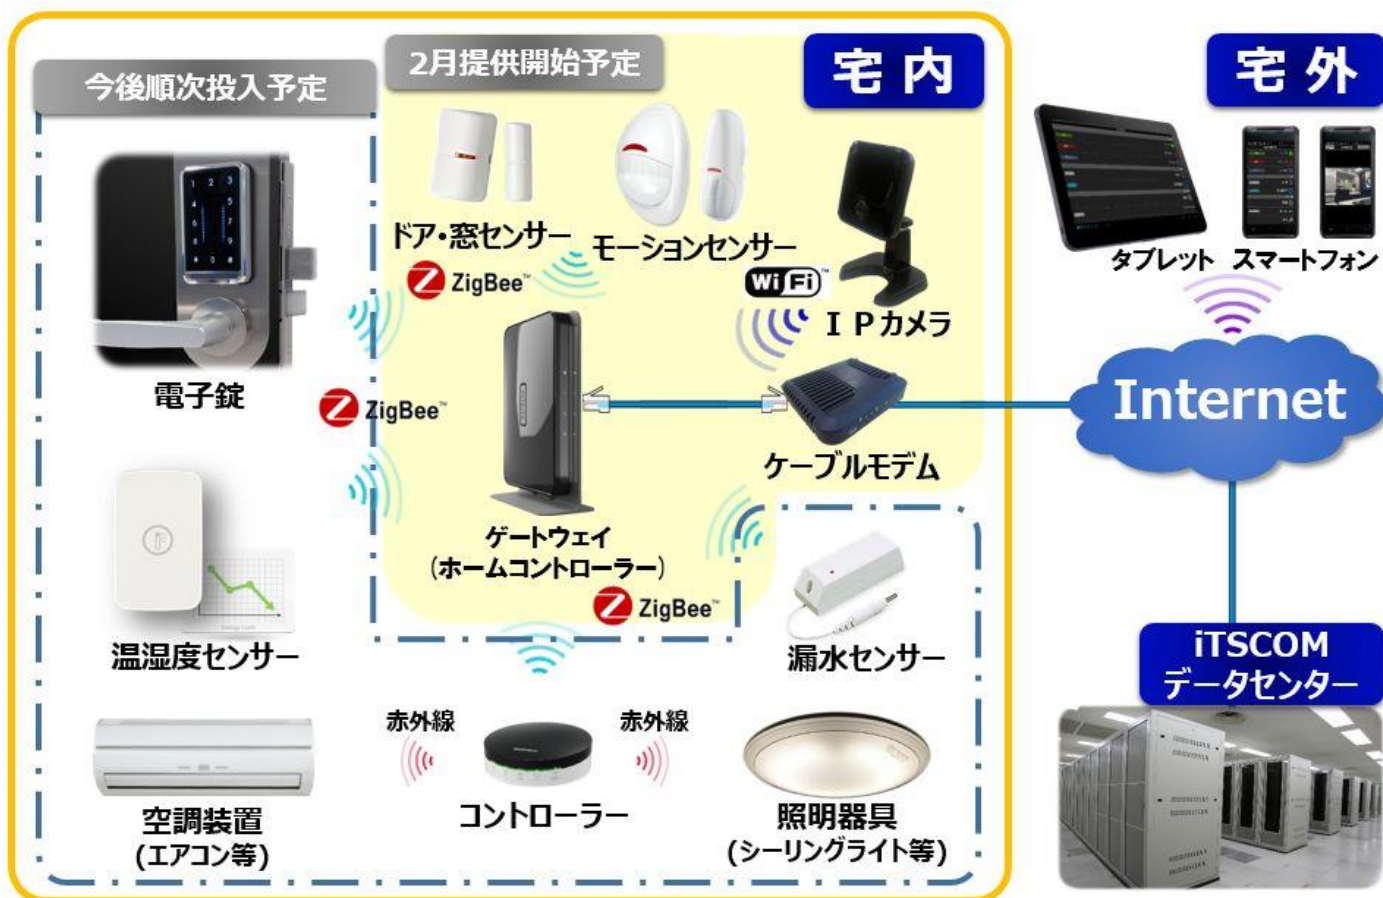 今後順次投入予定
2月提供開始予定
宅内
宅外
ドア・窓センサー
モーションセンサー
ZigBee™
WiFi™
IPカメラ
タブレット
スマートフォン
電子錠
ZigBee™
Internet
ケーブルモデム
ゲートウェイ
(ホームコントローラー)
ZigBee™
温湿度センサー
漏水センサー
iTSCOM
データセンター
赤外線
赤外線
空調装置
(エアコン等)
コントローラー
照明器具
(シーリングライト等)